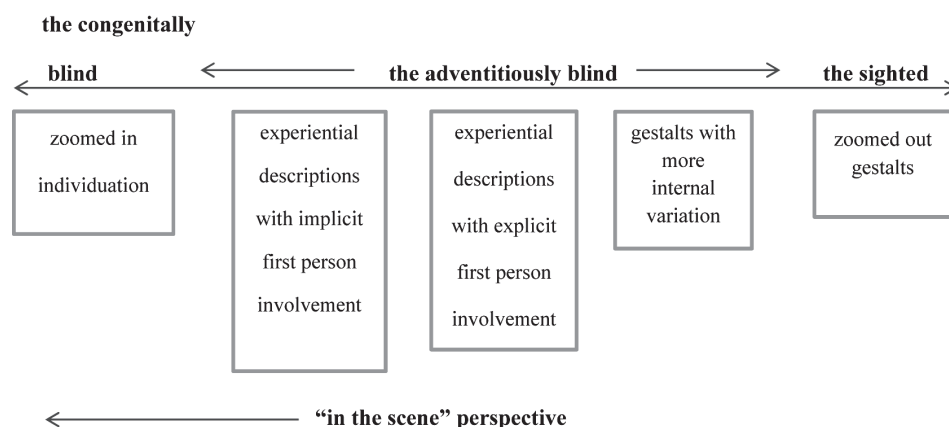 the congenitally
blind
the adventitiously blind
the sighted
zoomed in
individuation
experiential
descriptions
with implicit
first person
involvement
experiential
descriptions
with explicit
first person
involvement
gestalts with
more
internal
variation
zoomed out
gestalts
“in the scene” perspective